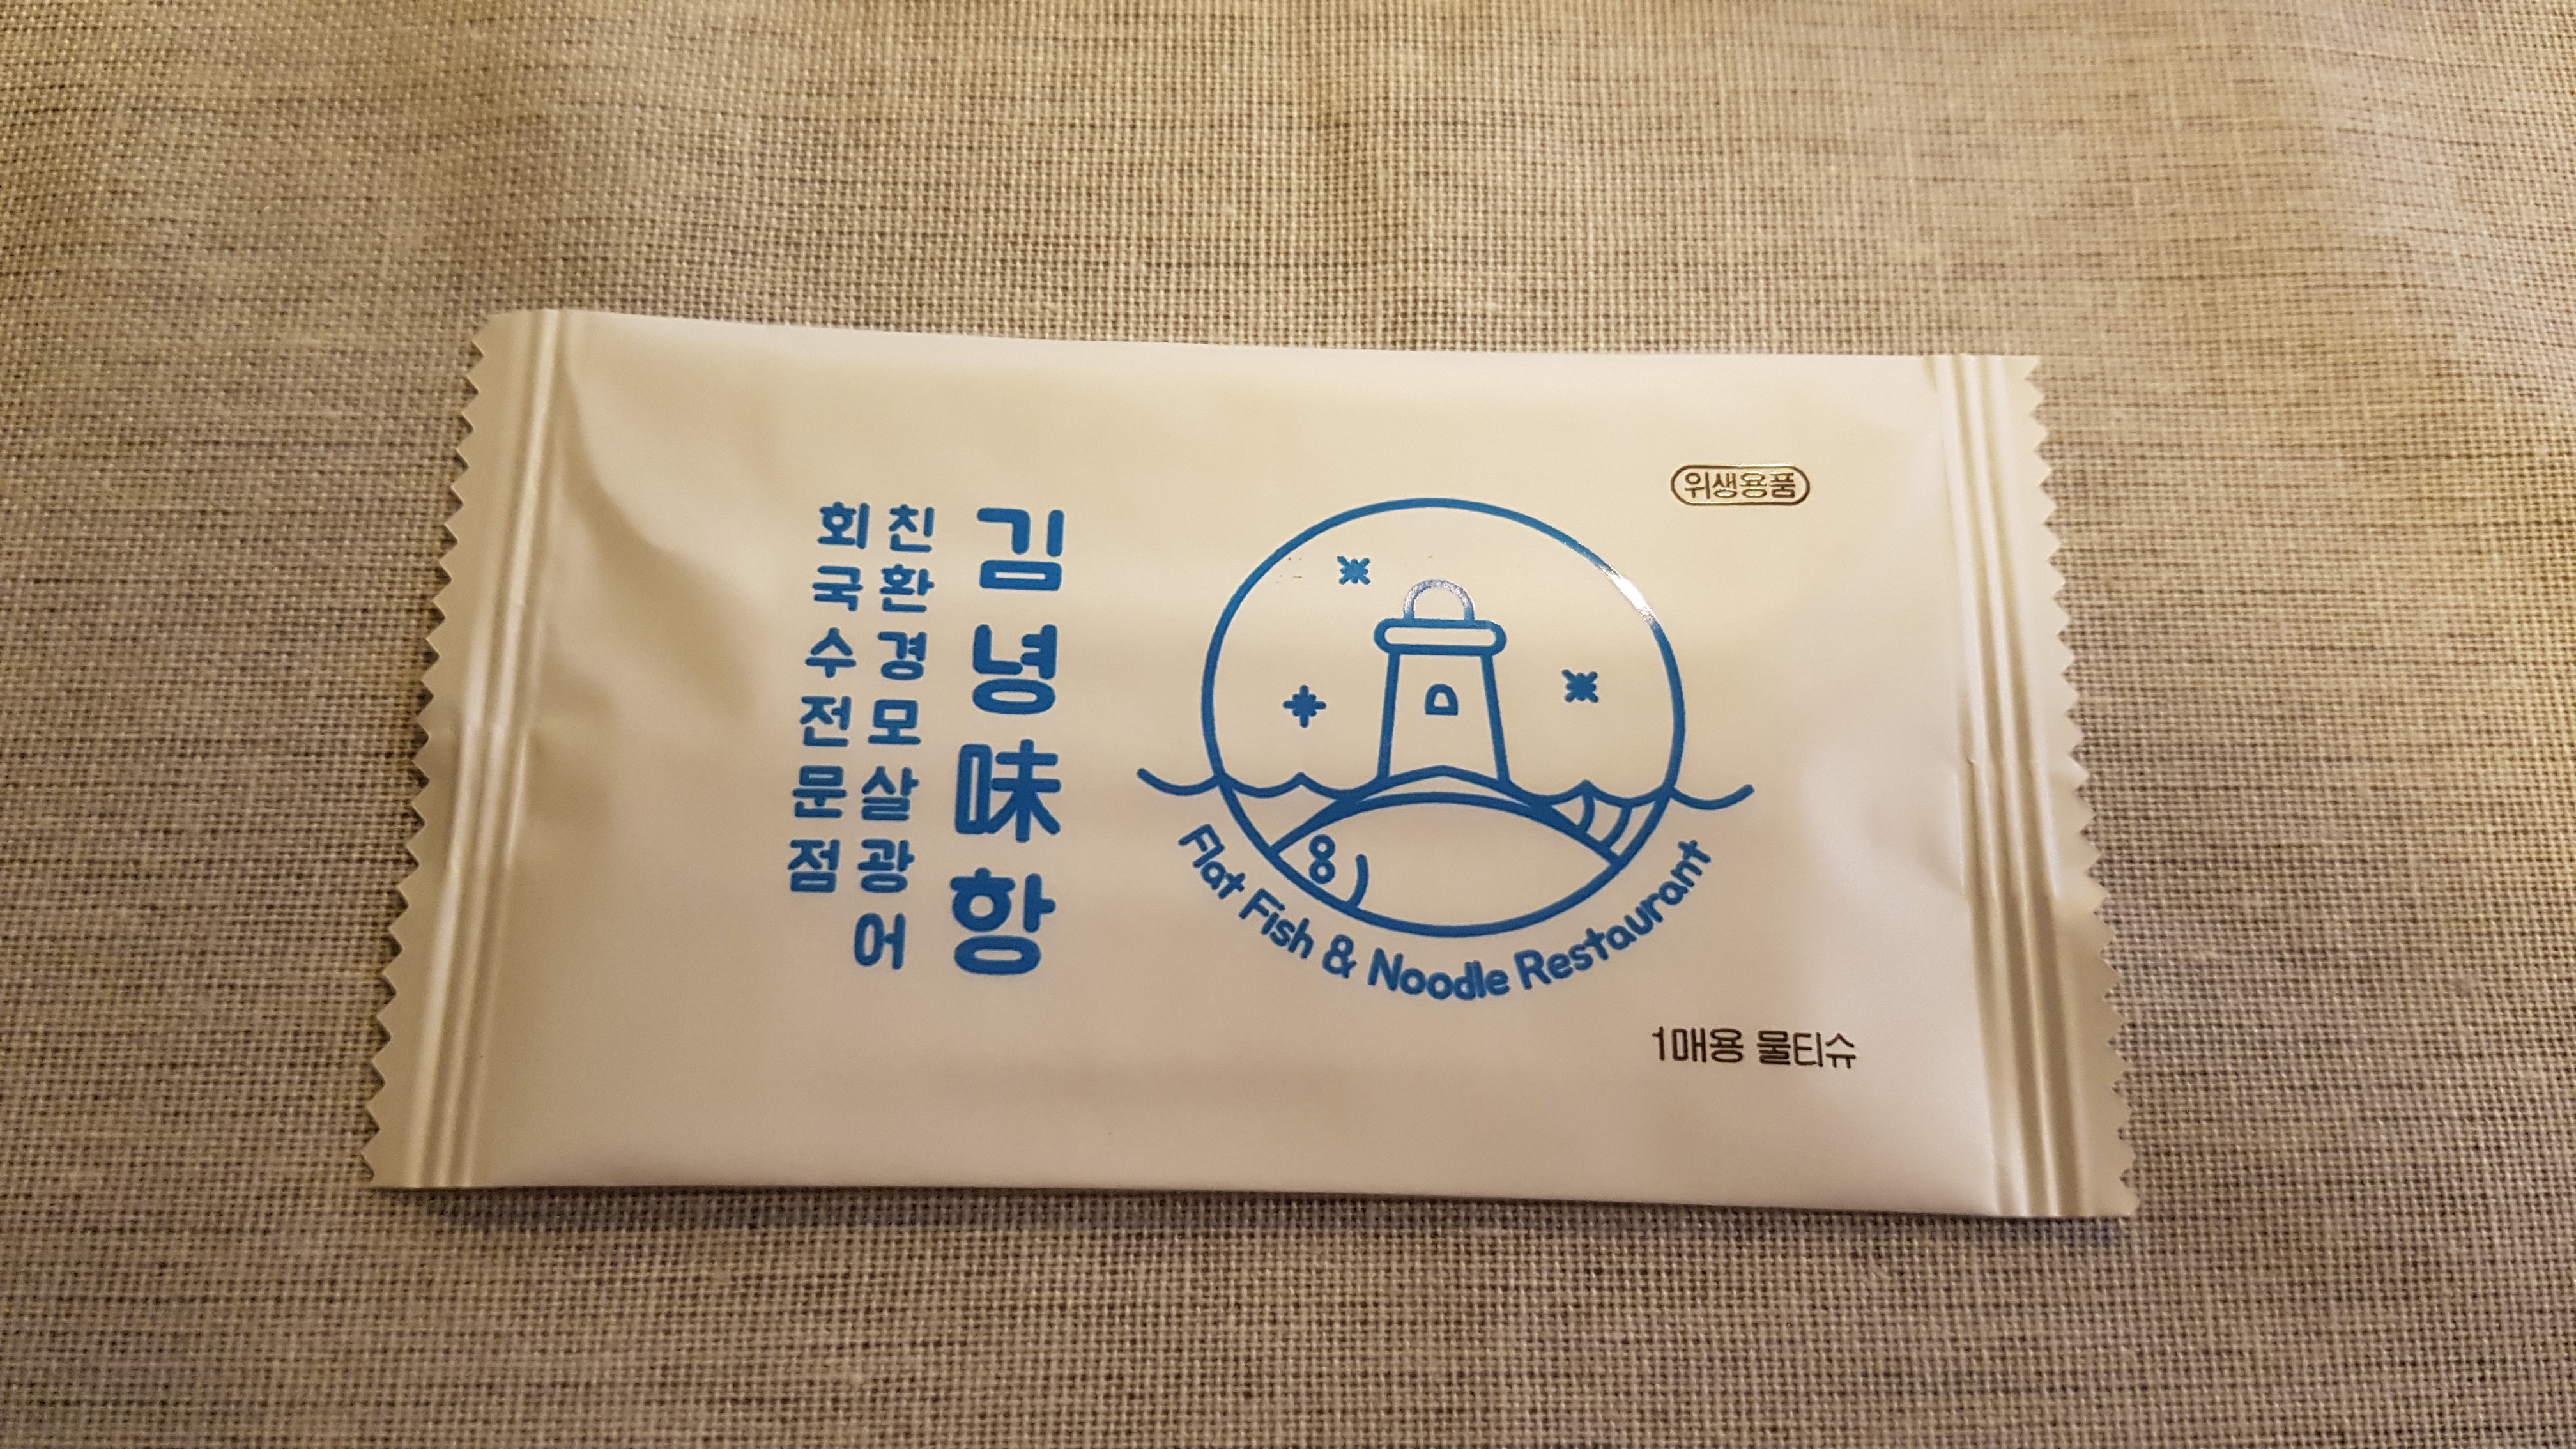 김녕味항
친환경모살광어
회국수전문점
위생용품
Flat Fish & Noodle Restaurant
1매용 물티슈